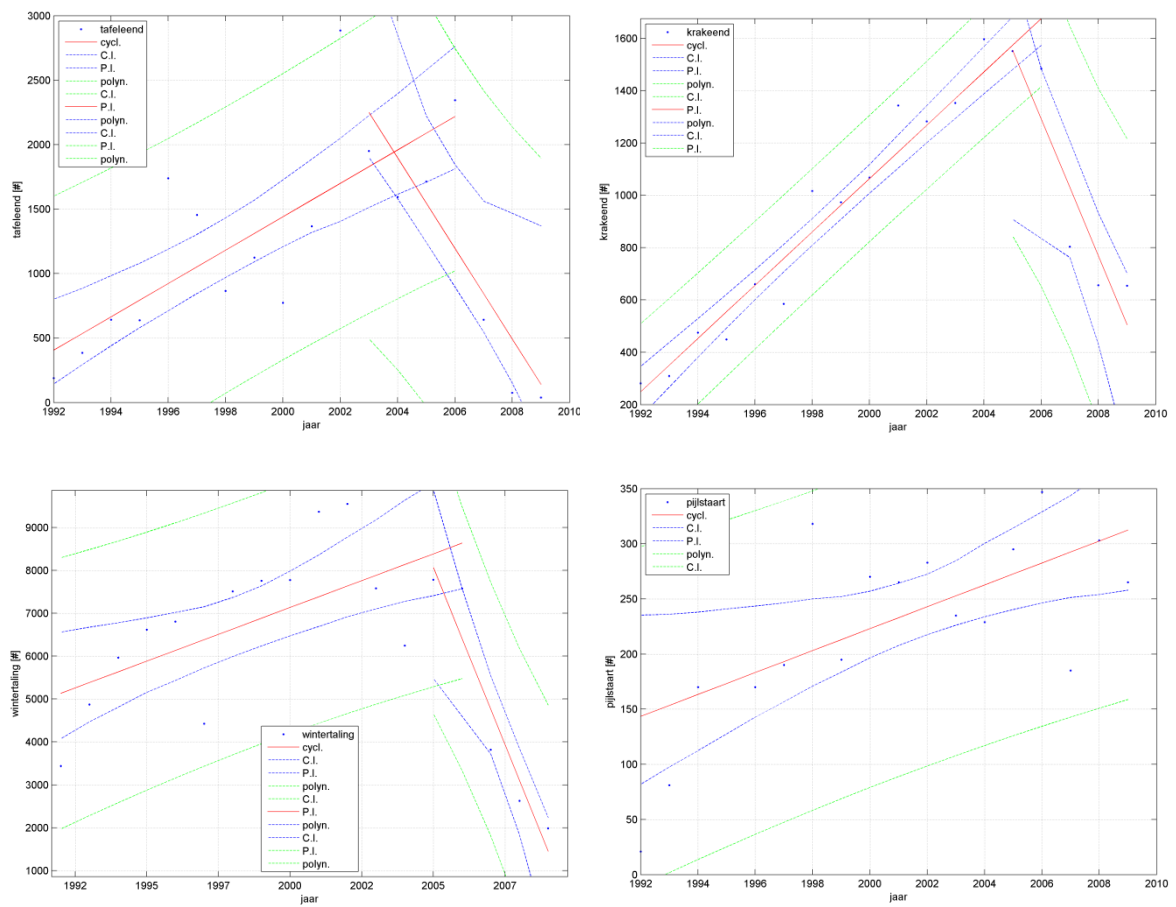 3000
2500
2000
1500
1000
500
0
tafeleend [#]
tafeleend
cycl.
C.I.
P.I.
polyn.
C.I.
P.I.
polyn.
C.I.
P.I.
polyn.
1992 1994 1996 1998 2000 2002 2004 2006 2008 2010
jaar
1600
1400
1200
1000
800
600
400
200
krakeend [#]
krakeend
cycl.
C.I.
P.I.
polyn.
C.I.
P.I.
polyn.
C.I.
P.I.
1992 1994 1996 1998 2000 2002 2004 2006 2008 2010
jaar
9000
8000
7000
6000
5000
4000
3000
2000
1000
wintertaling [#]
wintertaling
cycl.
C.I.
P.I.
polyn.
C.I.
P.I.
polyn.
C.I.
P.I.
polyn.
1992 1995 1997 2000 2002 2005 2007
jaar
350
300
250
200
150
100
50
0
pijlstaart [#]
pijlstaart
cycl.
C.I.
P.I.
polyn.
C.I.
1992 1994 1996 1998 2000 2002 2004 2006 2008 2010
jaar